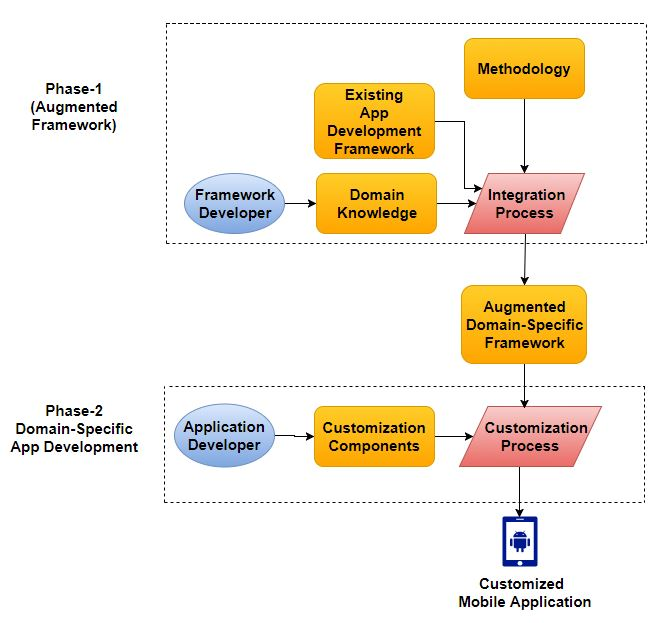 Phase-1
(Augmented
Framework)
Methodology
Existing
App
Development
Framework
Framework
Developer
Domain
Knowledge
Integration
Process
Augmented
Domain-Specific
Framework
Phase-2
Domain-Specific
App Development
Application
Developer
Customization
Components
Customization
Process
Customized
Mobile Application